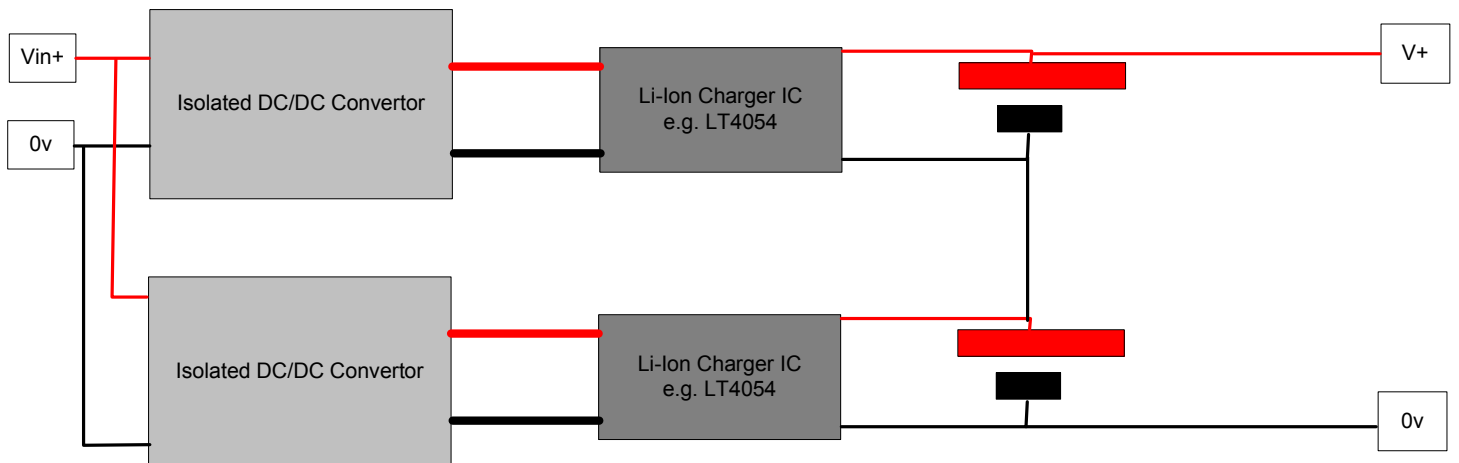 Vin+
Isolated DC/DC Convertor
Li-Ion Charger IC
e.g. LT4054
V+
0v
Isolated DC/DC Convertor
Li-Ion Charger IC
e.g. LT4054
0v